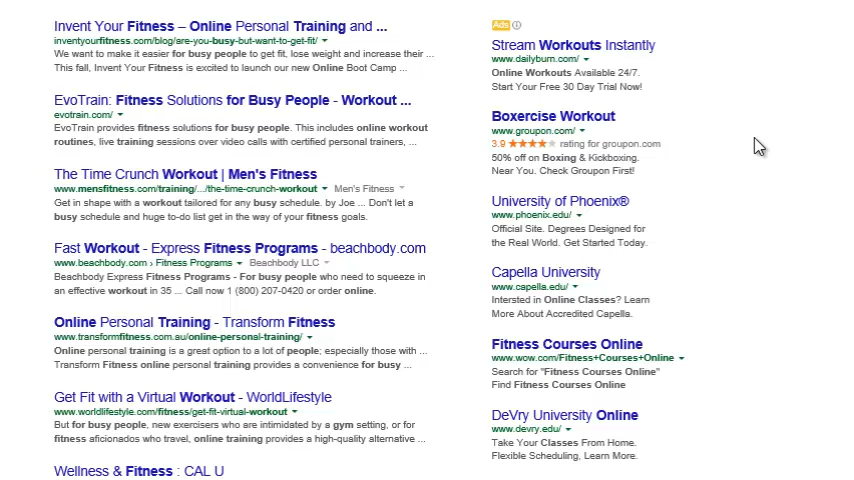 Invent Your Fitness – Online Personal Training and ...
inventyourfitness.com/blog/are-you-busy-but-want-to-get-fit/
We want to make it easier for busy people to get fit, lose weight and increase their ...
This fall, Invent Your Fitness is excited to launch our new Online Boot Camp ...
EvoTrain: Fitness Solutions for Busy People - Workout ...
evotrain.com/
EvoTrain provides fitness solutions for busy people. This includes online workout
routines, live training sessions over video calls with certified personal trainers, ...
The Time Crunch Workout | Men's Fitness
www.mensfitness.com/training/.../the-time-crunch-workout Men's Fitness
Get in shape with a workout tailored for any busy schedule. by Joe ... Don't let a
busy schedule and huge to-do list get in the way of your fitness goals.
Fast Workout - Express Fitness Programs - beachbody.com
www.beachbody.com › Fitness Programs Beachbody LLC
Beachbody Express Fitness Programs - For busy people who need to squeeze in
an effective workout in 35 ... Call now 1 (800) 207-0420 or order online.
Online Personal Training - Transform Fitness
www.transformfitness.com.au/online-personal-training/
Online personal training is a great option to a lot of people; especially those with ...
Transform Fitness online personal training provides a convenience for busy ...
Get Fit with a Virtual Workout - WorldLifestyle
www.worldlifestyle.com/fitness/get-fit-virtual-workout
But for busy people, new exercisers who are intimidated by a gym setting, or for
fitness aficionados who travel, online training provides a high-quality alternative ...
Wellness & Fitness : CAL U
Ads
Stream Workouts Instantly
www.dailyburn.com/
Online Workouts Available 24/7.
Start Your Free 30 Day Trial Now!
Boxercise Workout
www.groupon.com/
3.9 rating for groupon.com
50% off on Boxing & Kickboxing.
Near You. Check Groupon First!
University of Phoenix®
www.phoenix.edu/
Official Site. Degrees Designed for
the Real World. Get Started Today.
Capella University
www.capella.edu/
Intersted in Online Classes? Learn
More About Accredited Capella.
Fitness Courses Online
www.wow.com/Fitness+Courses+Online
Search for "Fitness Courses Online"
Find Fitness Courses Online
DeVry University Online
www.devry.edu/
Take Your Classes From Home.
Flexible Scheduling, Learn More.